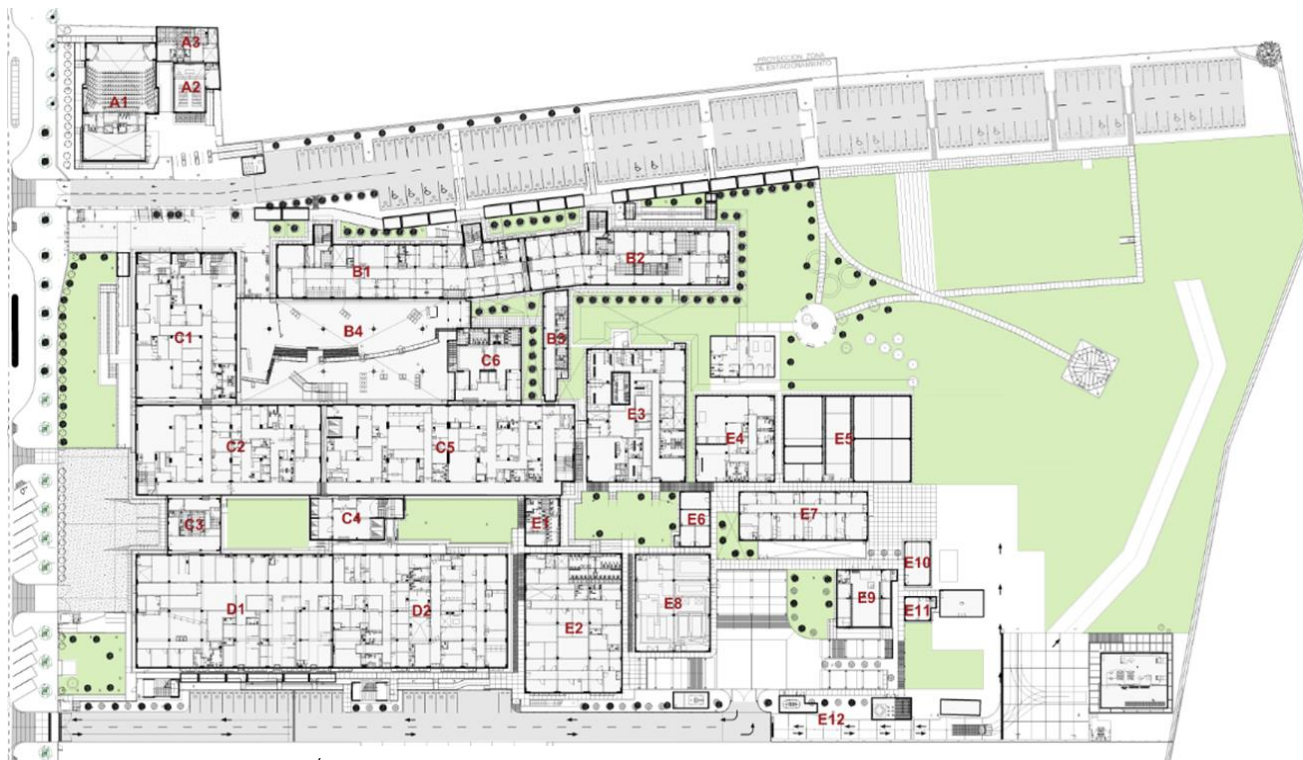 A3
A2
A1
PROYECCION ZONA
DE ESTACIONAMIENTO
B1
B2
C1
B4
B3
C6
E3
C2
C5
E4
E5
C3
C4
E1
E6
E7
E10
D1
D2
E2
E8
E9
E11
E12